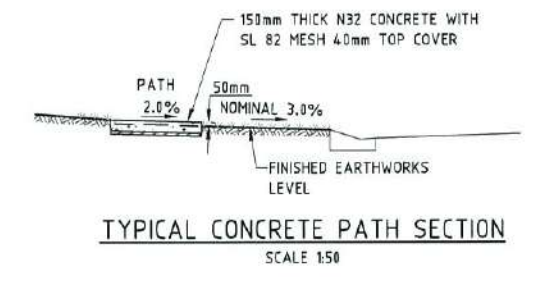 150mm THICK N32 CONCRETE WITH
SL 82 MESH 40mm TOP COVER
PATH
2.0%
50mm
NOMINAL 3.0%
FINISHED EARTHWORKS
LEVEL
TYPICAL CONCRETE PATH SECTION
SCALE 1:50